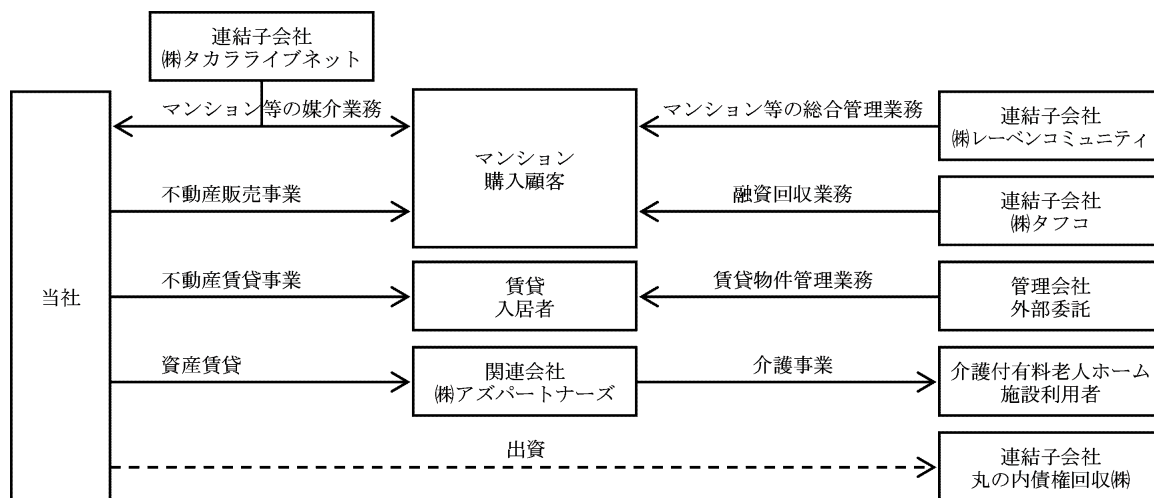 連結子会社
㈱タカラライブネット
当社
マンション等の媒介業務
マンション
購入顧客
マンション等の総合管理業務
連結子会社
㈱レーベンコミュニティ
不動産販売事業
融資回収業務
連結子会社
㈱タフコ
不動産賃貸事業
賃貸
入居者
賃貸物件管理業務
管理会社
外部委託
資産賃貸
関連会社
㈱アズパートナーズ
介護事業
介護付有料老人ホーム
施設利用者
出資
連結子会社
丸の内債権回収㈱